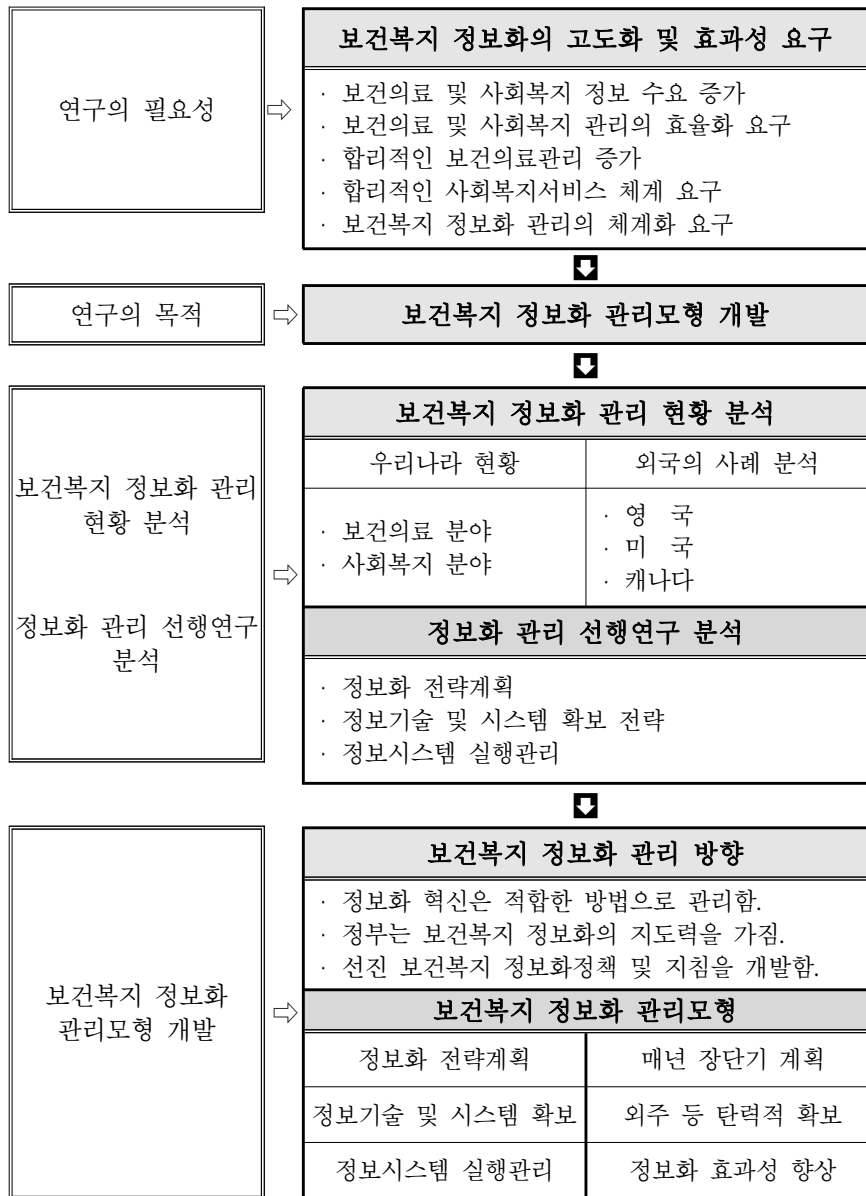 연구의 필요성
⇨
보건복지 정보화의 고도화 및 효과성 요구
· 보건의료 및 사회복지 정보 수요 증가
· 보건의료 및 사회복지 관리의 효율화 요구
· 합리적인 보건의료관리 증가
· 합리적인 사회복지서비스 체계 요구
· 보건복지 정보화 관리의 체계화 요구
연구의 목적
⇨
보건복지 정보화 관리모형 개발
보건복지 정보화 관리
현황 분석
정보화 관리 선행연구
분석
⇨
보건복지 정보화 관리 현황 분석
우리나라 현황
외국의 사례 분석
· 보건의료 분야
· 사회복지 분야
· 영 국
· 미 국
· 캐나다
정보화 관리 선행연구 분석
· 정보화 전략계획
· 정보기술 및 시스템 확보 전략
· 정보시스템 실행관리
보건복지 정보화
관리모형 개발
⇨
보건복지 정보화 관리 방향
· 정보화 혁신은 적합한 방법으로 관리함.
· 정부는 보건복지 정보화의 지도력을 가짐.
· 선진 보건복지 정보화정책 및 지침을 개발함.
보건복지 정보화 관리모형
정보화 전략계획
매년 장단기 계획
정보기술 및 시스템 확보
외주 등 탄력적 확보
정보시스템 실행관리
정보화 효과성 향상